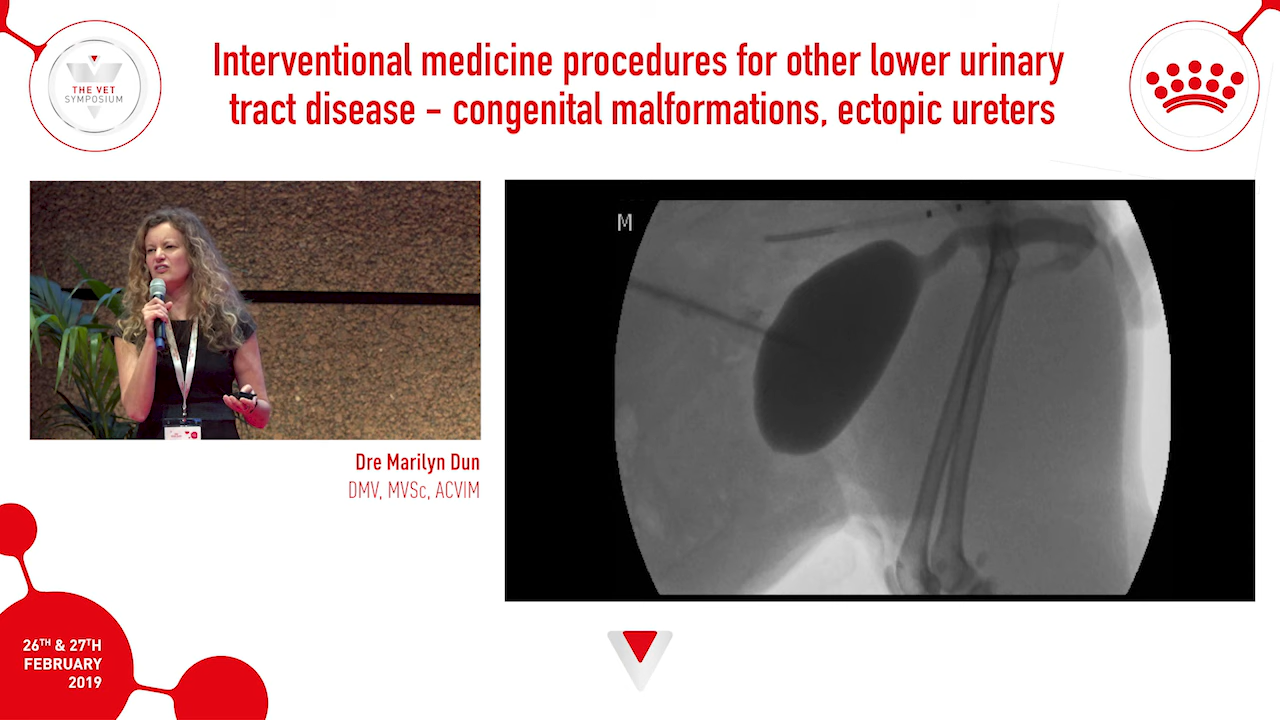 Interventional medicine procedures for other lower urinary
tract disease – congenital malformations, ectopic ureters
THE VET
SYMPOSIUM
M
Dre Marilyn Dun
DMV, MVSc, ACVIM
26TH & 27TH
FEBRUARY
2019